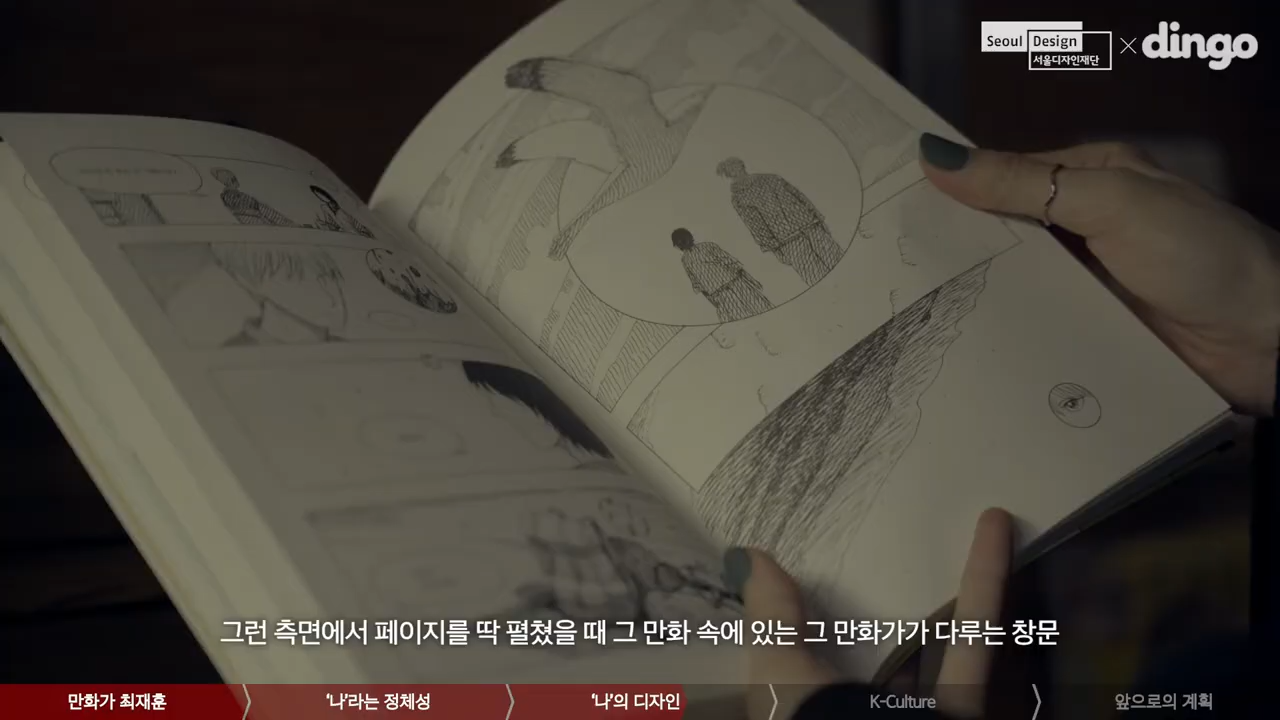 Seoul Design
서울디자인재단
× dingo
그런 측면에서 페이지를 딱 펼쳤을 때 그 만화 속에 있는 그 만화가가 다루는 창문
만화가 최재훈
‘나’라는 정체성
‘나’의 디자인
K-Culture
앞으로의 계획